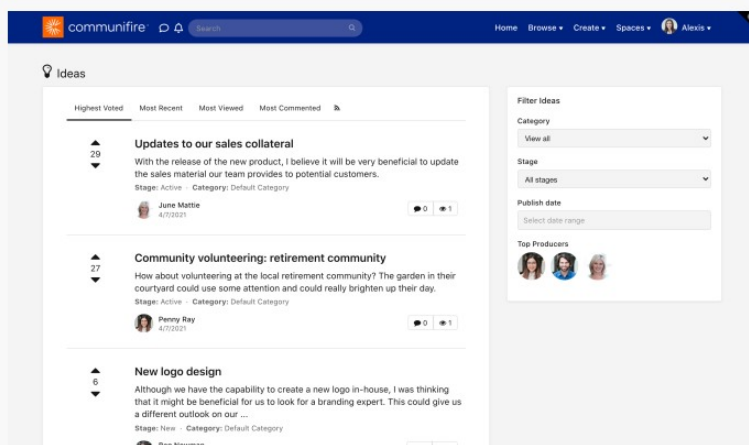 communifire
Search
Home Browse Create Spaces Alexis
Ideas
Highest Voted Most Recent Most Viewed Most Commented
29
Updates to our sales collateral
With the release of the new product, I believe it will be very beneficial to update
the sales material our team provides to potential customers.
Stage: Active - Category: Default Category
June Mattie
4/7/2021
0 1
27
Community volunteering: retirement community
How about volunteering at the local retirement community? The garden in their
courtyard could use some attention and could really brighten up their day.
Stage: Active - Category: Default Category
Penny Ray
4/7/2021
0 1
6
New logo design
Although we have the capability to create a new logo in-house, I was thinking
that it might be beneficial for us to look for a branding expert. This could give us
a different outlook on our ...
Stage: New - Category: Default Category
Filter Ideas
Category
View all
Stage
All stages
Publish date
Select date range
Top Producers